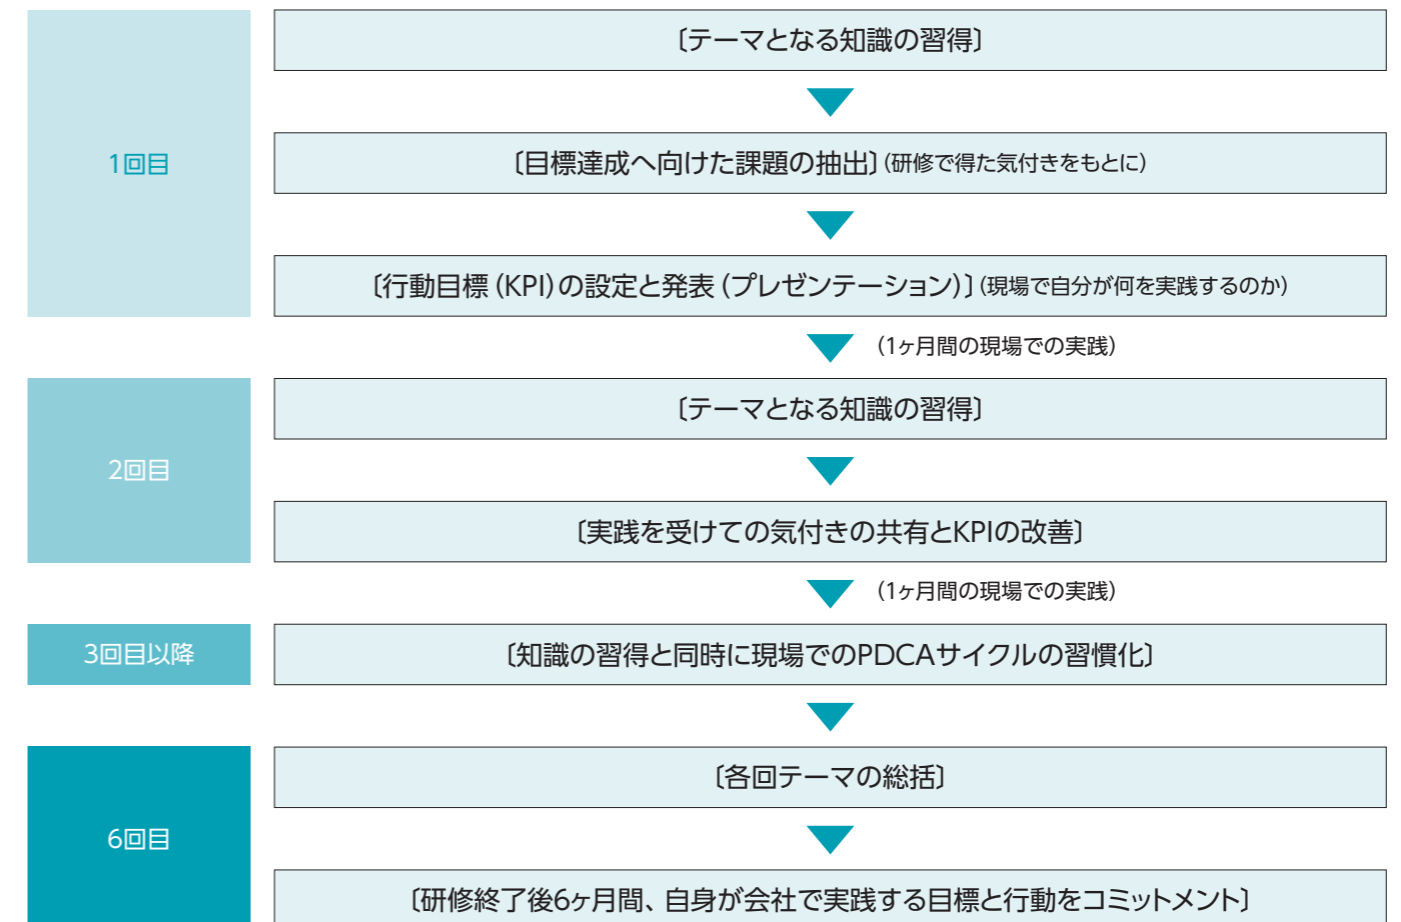 1回目
〔テーマとなる知識の習得〕
〔目標達成へ向けた課題の抽出〕(研修で得た気付きをもとに)
〔行動目標(KPI)の設定と発表(プレゼンテーション)〕(現場で自分が何を実践するのか)
(1ヶ月間の現場での実践)
2回目
〔テーマとなる知識の習得〕
〔実践を受けての気付きの共有とKPIの改善〕
(1ヶ月間の現場での実践)
3回目以降
〔知識の習得と同時に現場でのPDCAサイクルの習慣化〕
6回目
〔各回テーマの総括〕
〔研修終了後6ヶ月間、自身が会社で実践する目標と行動をコミットメント〕